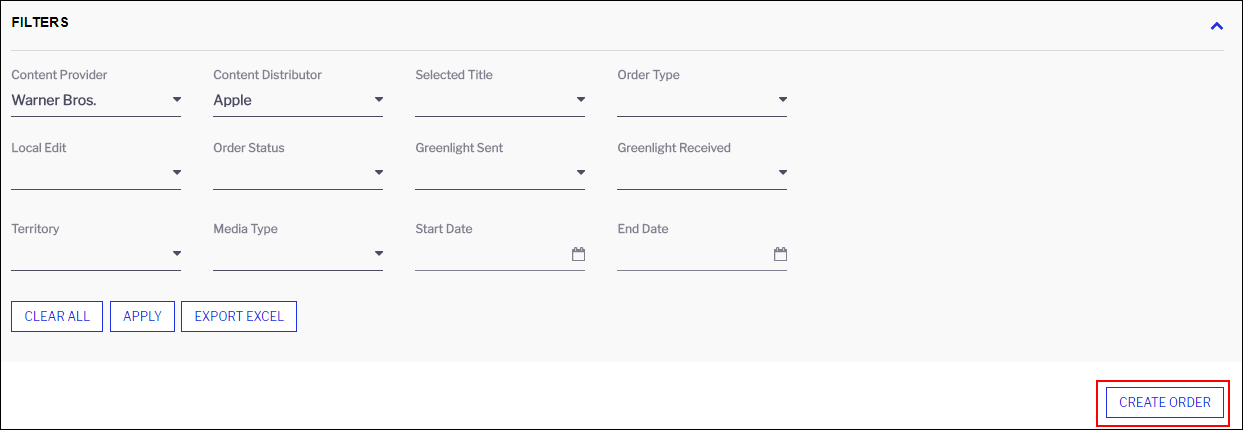 FILTERS
Content Provider Content Distributor Selected Title Order Type
Warner Bros. Apple
Local Edit Order Status Greenlight Sent Greenlight Received
Territory Media Type Start Date End Date
CLEAR ALL APPLY EXPORT EXCEL
CREATE ORDER